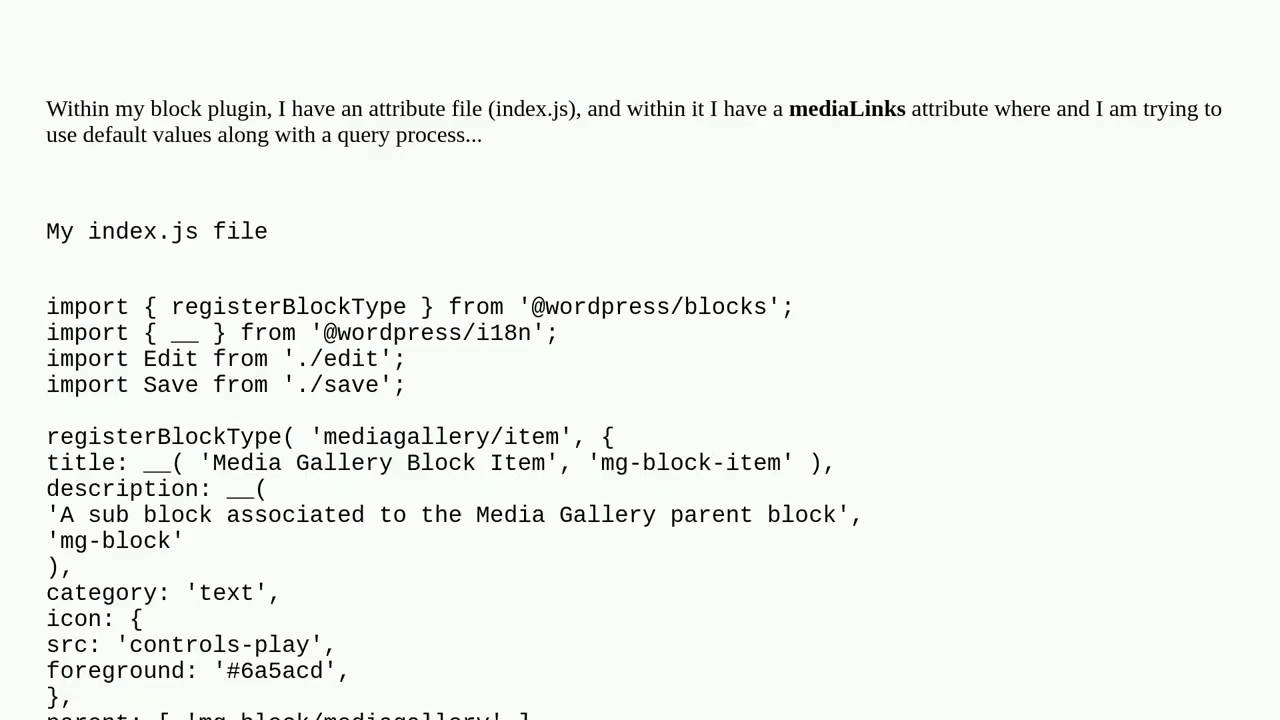 Within my block plugin, I have an attribute file (index.js), and within it I have a mediaLinks attribute where and I am trying to
use default values along with a query process...
My index.js file
import { registerBlockType } from '@wordpress/blocks';
import { __ } from '@wordpress/i18n';
import Edit from './edit';
import Save from './save';
registerBlockType( 'mediagallery/item', {
title: __( 'Media Gallery Block Item', 'mg-block-item' ),
description: __(
'A sub block associated to the Media Gallery parent block',
'mg-block'
),
category: 'text',
icon: {
src: 'controls-play',
foreground: '#6a5acd',
},
parent: [ 'mg-block/mediagallery' ]